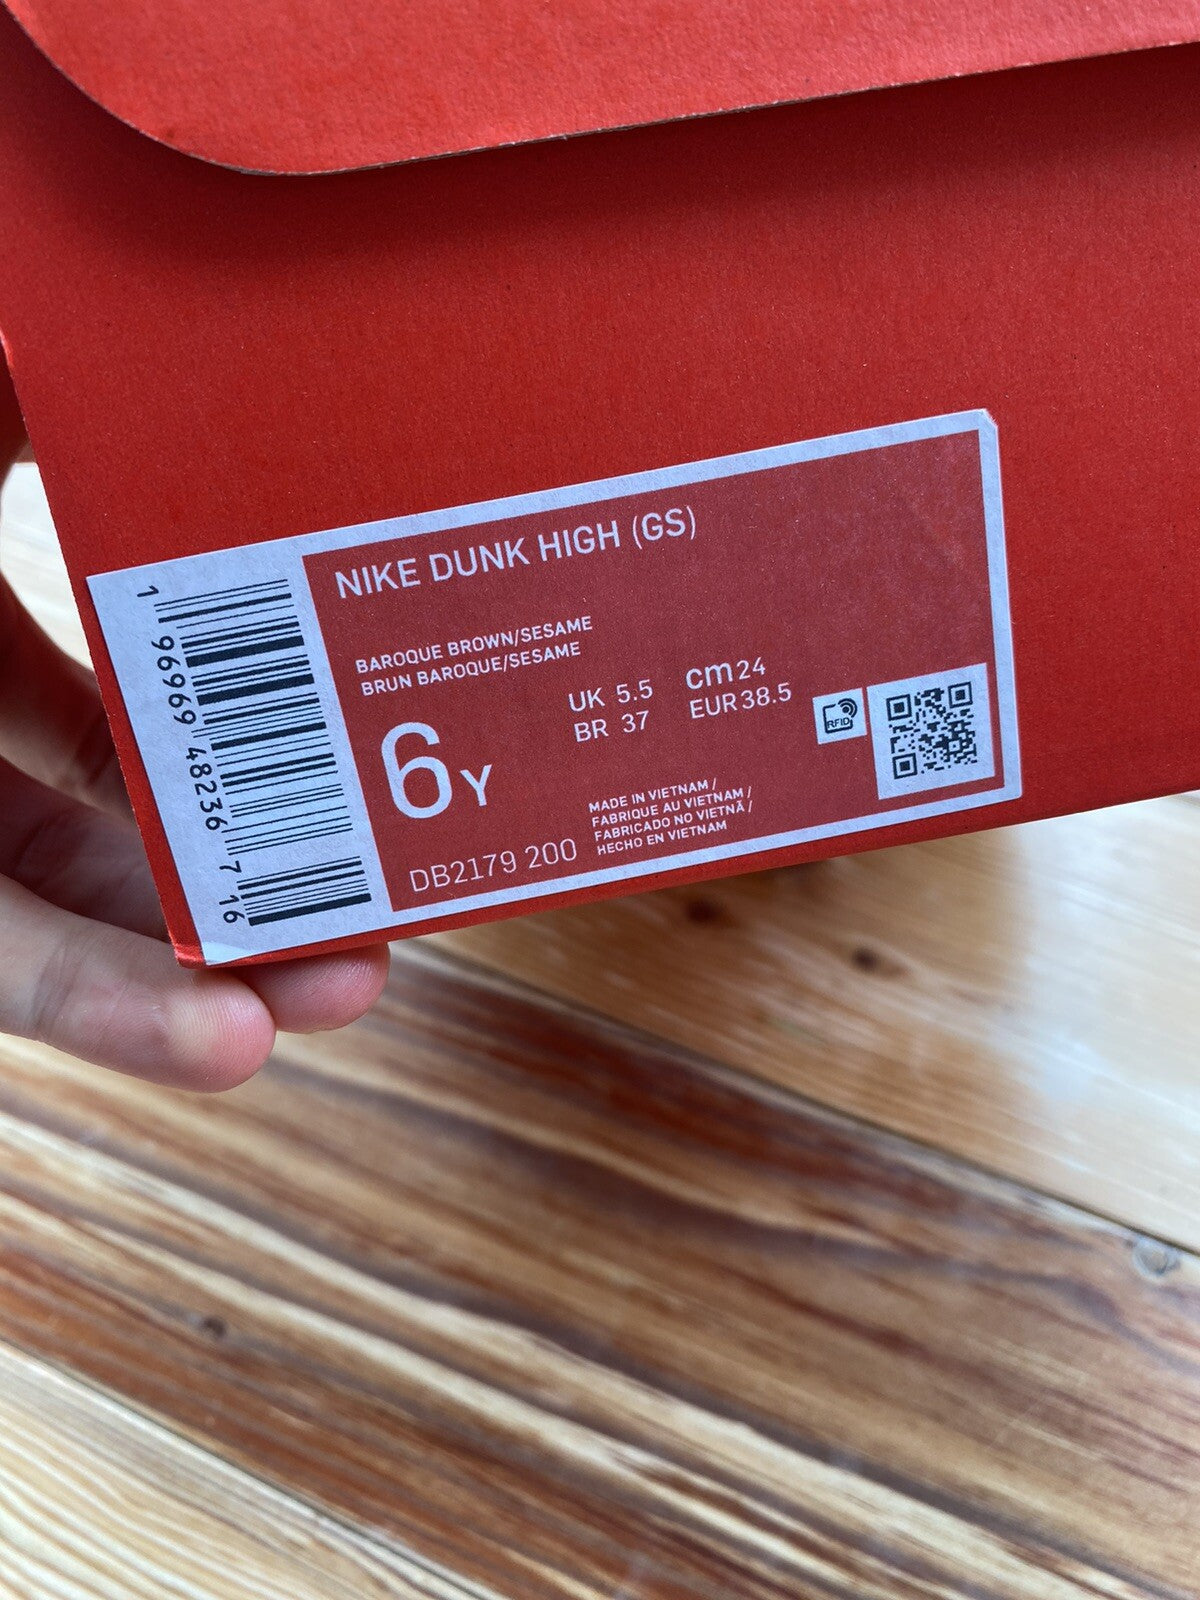 NIKE DUNK HIGH (GS)
BAROQUE BROWN/SESAME
BRUN BAROQUE/SESAME
6Y
UK 5.5
BR 37
cm 24
EUR 38.5
RFID
DB2179 200
MADE IN VIETNAM /
FABRIQUE AU VIETNAM /
FABRICADO NO VIETNÃ /
HECHO EN VIETNAM
1 96969 48236 7 16